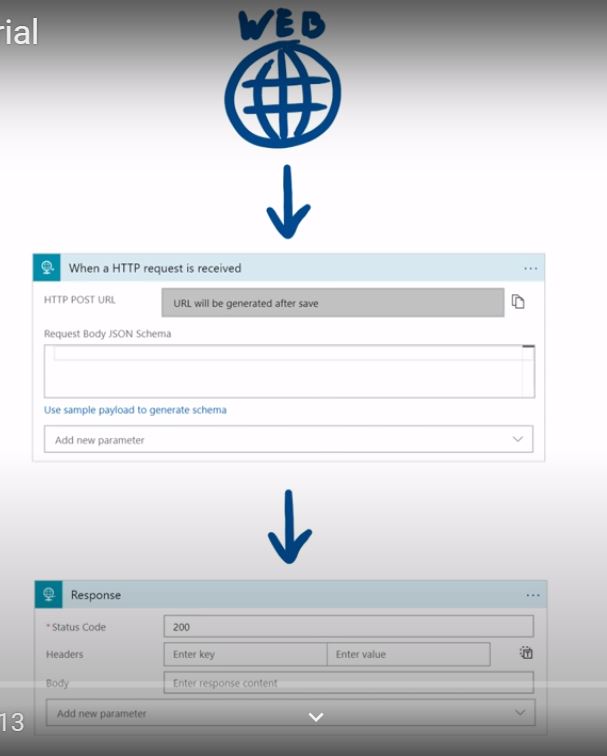 rial
WEB
When a HTTP request is received
...
HTTP POST URL
URL will be generated after save
Request Body JSON Schema
Use sample payload to generate schema
Add new parameter
Response
...
* Status Code
200
Headers
Enter key
Enter value
Body
Enter response content
Add new parameter
13